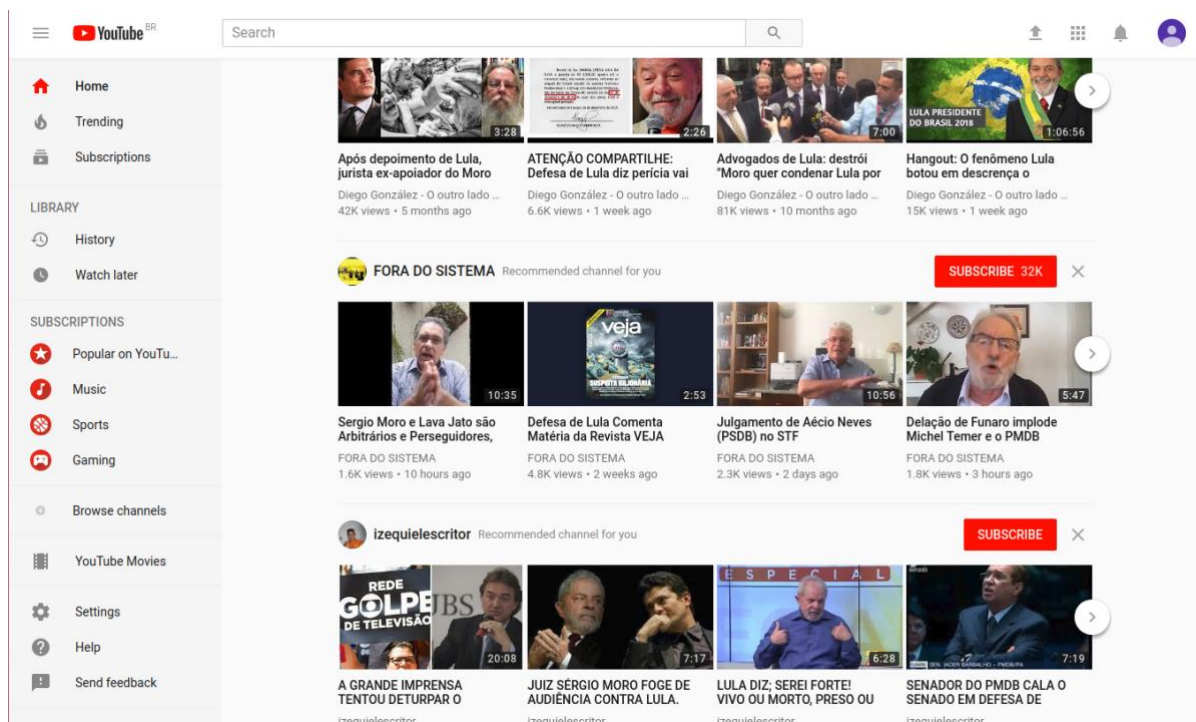 YouTube BR
Search
Home
Trending
Subscriptions
LIBRARY
History
Watch later
SUBSCRIPTIONS
Popular on YouTu...
Music
Sports
Gaming
Browse channels
YouTube Movies
Settings
Help
Send feedback
3:28
2:26
7:00
LULA PRESIDENTE
DO BRASIL 2018
1:06:56
Após depoimento de Lula,
jurista ex-apoiador do Moro
Diego González - O outro lado ...
42K views • 5 months ago
ATENÇÃO COMPARTILHE:
Defesa de Lula diz perícia vai
Diego González - O outro lado ...
6.6K views • 1 week ago
Advogados de Lula: destrói
"Moro quer condenar Lula por
Diego González - O outro lado ...
81K views • 10 months ago
Hangout: O fenômeno Lula
botou em descrença o
Diego González - O outro lado ...
15K views • 1 week ago
FORA DO SISTEMA Recommended channel for you
SUBSCRIBE 32K
10:35
veja
SUSPEITA BILIONÁRIA
2:53
10:56
5:47
Sergio Moro e Lava Jato são
Arbitrários e Perseguidores,
FORA DO SISTEMA
1.6K views • 10 hours ago
Defesa de Lula Comenta
Matéria da Revista VEJA
FORA DO SISTEMA
4.8K views • 2 weeks ago
Julgamento de Aécio Neves
(PSDB) no STF
FORA DO SISTEMA
2.3K views • 2 days ago
Delação de Funaro implode
Michel Temer e o PMDB
FORA DO SISTEMA
1.8K views • 3 hours ago
izequielescritor Recommended channel for you
SUBSCRIBE
REDE
GOLPE
DE TELEVISÃO
JBS
20:08
7:17
ESPECIAL
6:28
Senado
SEN. JADER BARBALHO - PMDB/PA
7:19
A GRANDE IMPRENSA
TENTOU DETURPAR O
izequielescritor
JUIZ SÉRGIO MORO FOGE DE
AUDIÊNCIA CONTRA LULA.
izequielescritor
LULA DIZ; SEREI FORTE!
VIVO OU MORTO, PRESO OU
izequielescritor
SENADOR DO PMDB CALA O
SENADO EM DEFESA DE
izequielescritor